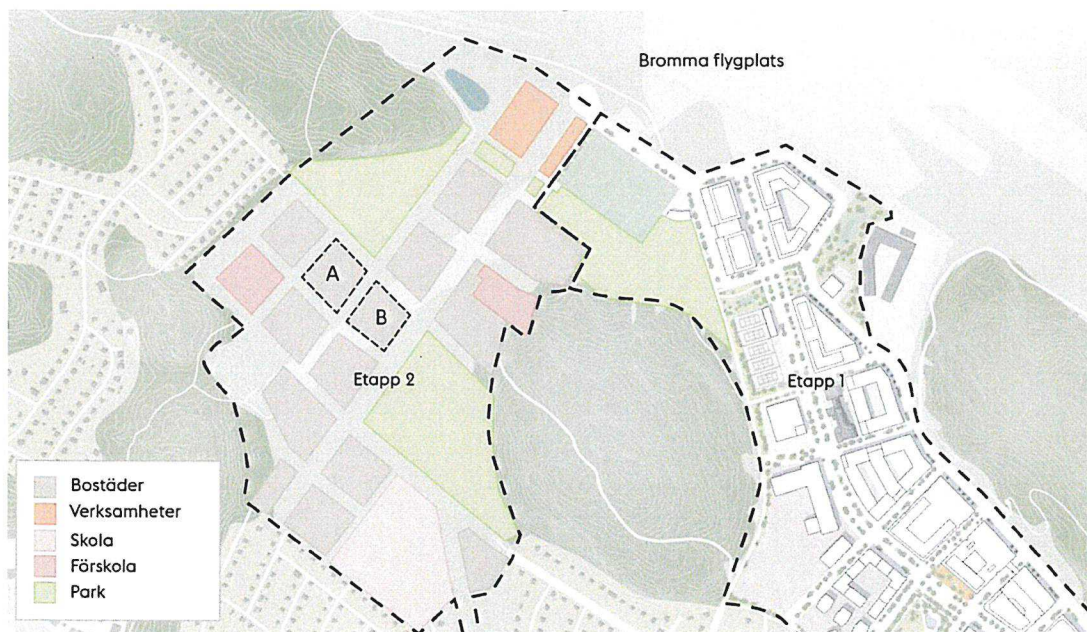 Bromma flygplats
A
B
Etapp 2
Etapp 1
Bostäder
Verksamheter
Skola
Förskola
Park